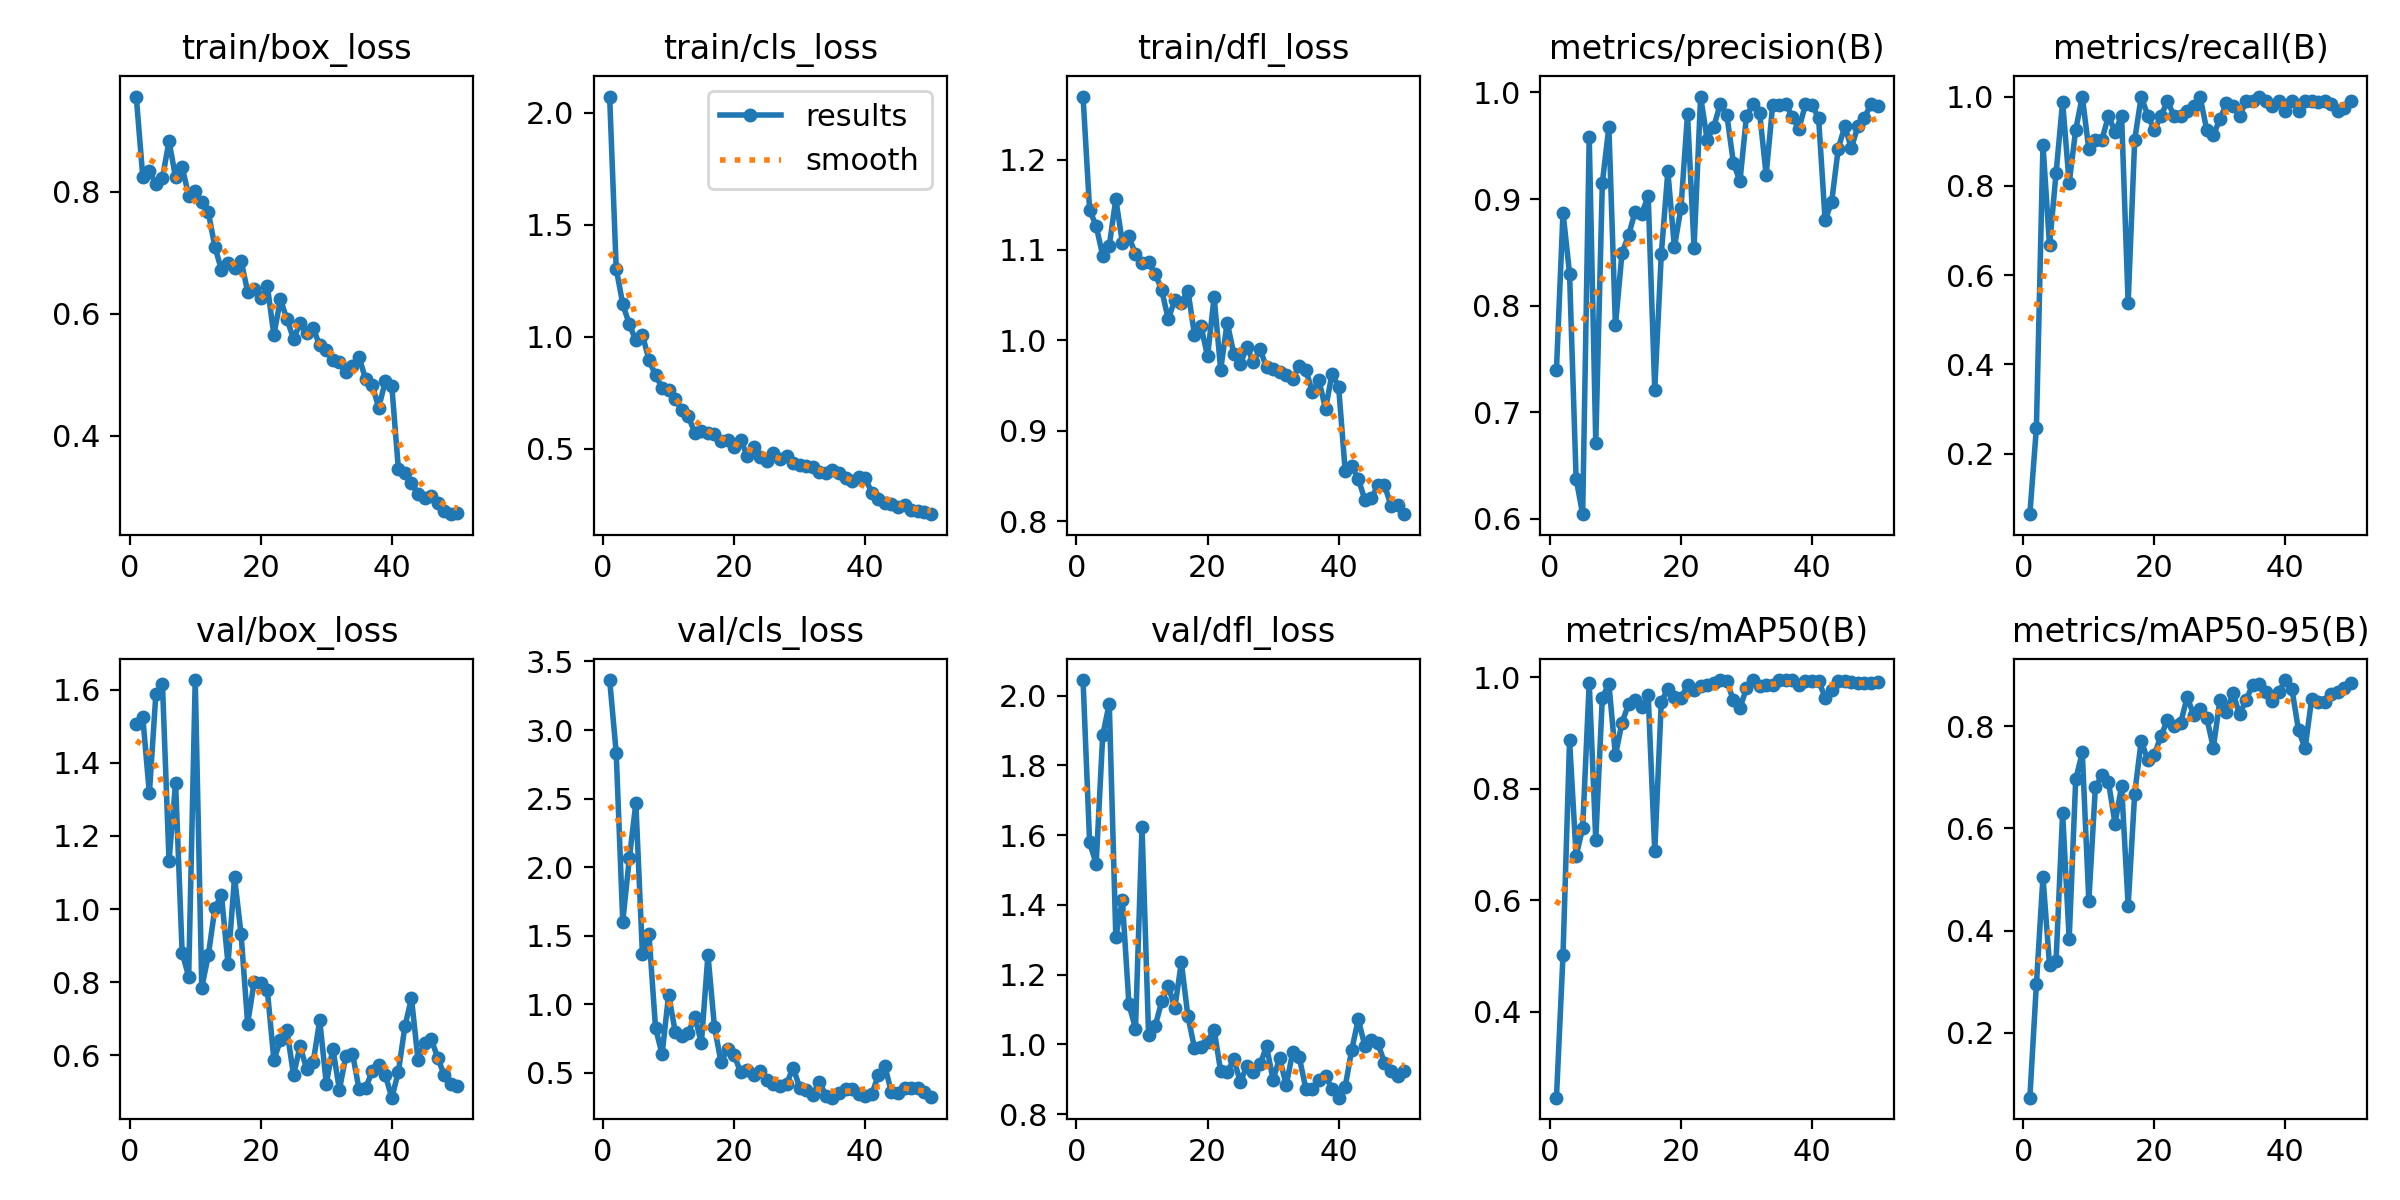 train/box_loss
0.8
0.6
0.4
0 20 40
train/cls_loss
results
smooth
2.0
1.5
1.0
0.5
0 20 40
train/dfl_loss
1.2
1.1
1.0
0.9
0.8
0 20 40
metrics/precision(B)
1.0
0.9
0.8
0.7
0.6
0 20 40
metrics/recall(B)
1.0
0.8
0.6
0.4
0.2
0 20 40
val/box_loss
1.6
1.4
1.2
1.0
0.8
0.6
0 20 40
val/cls_loss
3.5
3.0
2.5
2.0
1.5
1.0
0.5
0 20 40
val/dfl_loss
2.0
1.8
1.6
1.4
1.2
1.0
0.8
0 20 40
metrics/mAP50(B)
1.0
0.8
0.6
0.4
0 20 40
metrics/mAP50-95(B)
0.8
0.6
0.4
0.2
0 20 40